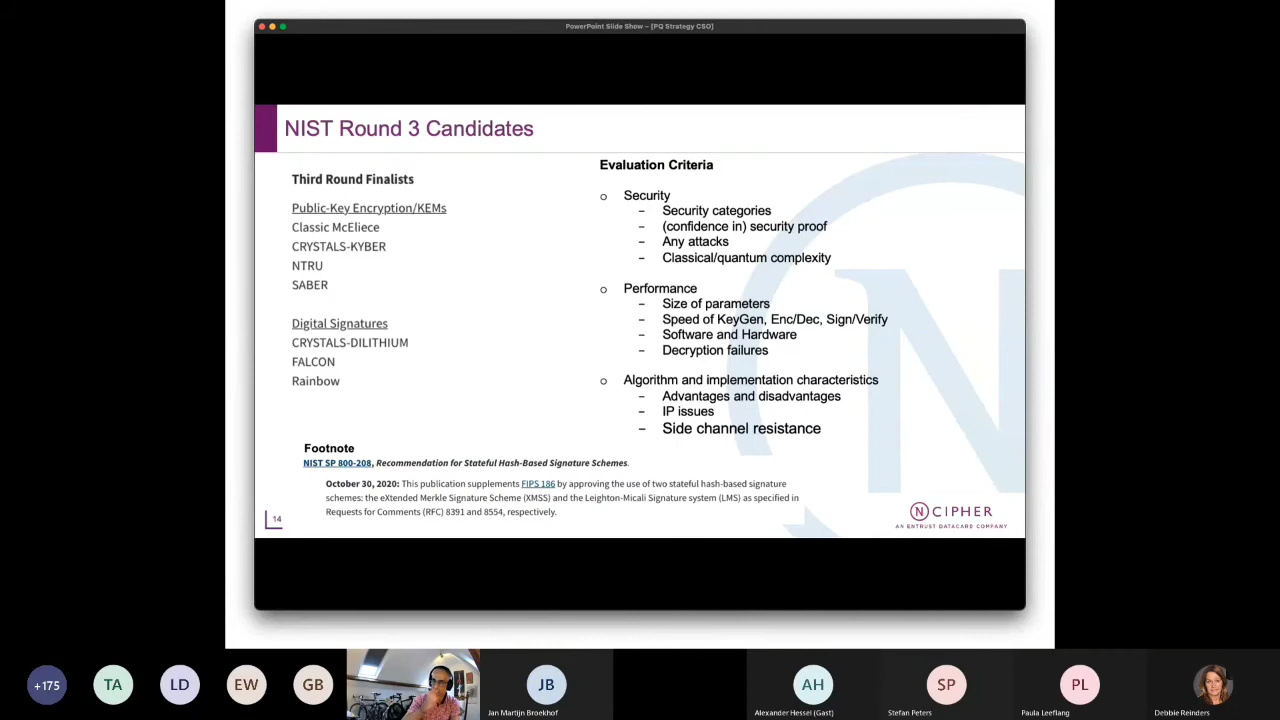 PowerPoint Slide Show – [PQ Strategy CSO]
NIST Round 3 Candidates
Third Round Finalists
Public-Key Encryption/KEMs
Classic McEliece
CRYSTALS-KYBER
NTRU
SABER
Digital Signatures
CRYSTALS-DILITHIUM
FALCON
Rainbow
Evaluation Criteria
o Security
– Security categories
– (confidence in) security proof
– Any attacks
– Classical/quantum complexity
o Performance
– Size of parameters
– Speed of KeyGen, Enc/Dec, Sign/Verify
– Software and Hardware
– Decryption failures
o Algorithm and implementation characteristics
– Advantages and disadvantages
– IP issues
– Side channel resistance
Footnote
NIST SP 800-208, Recommendation for Stateful Hash-Based Signature Schemes.
October 30, 2020: This publication supplements FIPS 186 by approving the use of two stateful hash-based signature
schemes: the eXtended Merkle Signature Scheme (XMSS) and the Leighton-Micali Signature system (LMS) as specified in
Requests for Comments (RFC) 8391 and 8554, respectively.
14
N CIPHER
AN ENTRUST DATACARD COMPANY
+175
TA
LD
EW
GB
JB
Jan Martijn Broekhof
AH
Alexander Hessel (Gast)
SP
Stefan Peters
PL
Paula Leeflang
Debbie Reinders